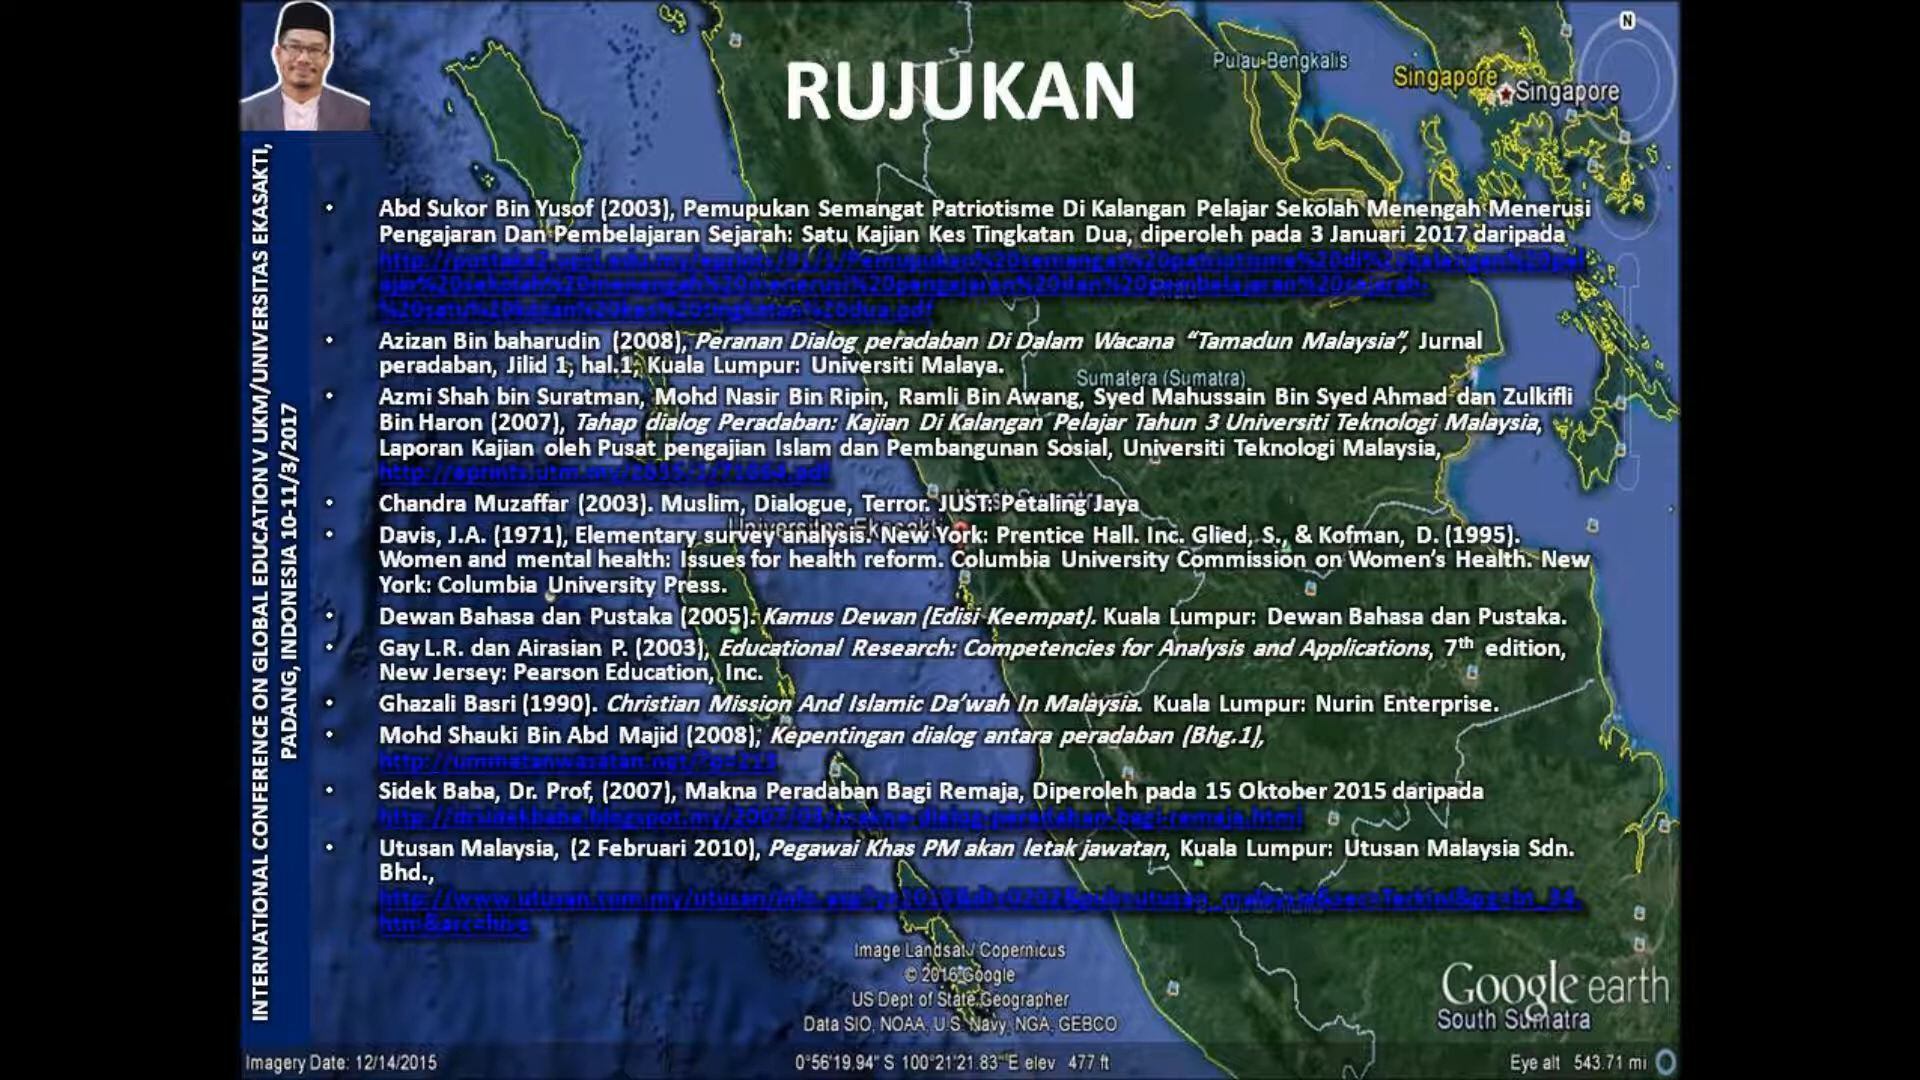 RUJUKAN
Pulau Bengkalis
Singapore
Singapore
N
INTERNATIONAL CONFERENCE ON GLOBAL EDUCATION V UKM/UNIVERSITAS EKASAKTI,
PADANG, INDONESIA 10-11/3/2017
• Abd Sukor Bin Yusof (2003), Pemupukan Semangat Patriotisme Di Kalangan Pelajar Sekolah Menengah Menerusi
Pengajaran Dan Pembelajaran Sejarah: Satu Kajian Kes Tingkatan Dua, diperoleh pada 3 Januari 2017 daripada
• Azizan Bin baharudin (2008), Peranan Dialog peradaban Di Dalam Wacana “Tamadun Malaysia”, Jurnal
peradaban, Jilid 1, hal.1, Kuala Lumpur: Universiti Malaya.
Sumatera (Sumatra)
• Azmi Shah bin Suratman, Mohd Nasir Bin Ripin, Ramli Bin Awang, Syed Mahussain Bin Syed Ahmad dan Zulkifli
Bin Haron (2007), Tahap dialog Peradaban: Kajian Di Kalangan Pelajar Tahun 3 Universiti Teknologi Malaysia,
Laporan Kajian oleh Pusat pengajian Islam dan Pembangunan Sosial, Universiti Teknologi Malaysia,
• Chandra Muzaffar (2003). Muslim, Dialogue, Terror. JUST: Petaling Jaya
Universitas Ekasakti
• Davis, J.A. (1971), Elementary survey analysis. New York: Prentice Hall. Inc. Glied, S., & Kofman, D. (1995).
Women and mental health: Issues for health reform. Columbia University Commission on Women’s Health. New
York: Columbia University Press.
• Dewan Bahasa dan Pustaka (2005). Kamus Dewan (Edisi Keempat). Kuala Lumpur: Dewan Bahasa dan Pustaka.
• Gay L.R. dan Airasian P. (2003), Educational Research: Competencies for Analysis and Applications, 7th edition,
New Jersey: Pearson Education, Inc.
• Ghazali Basri (1990). Christian Mission And Islamic Da’wah In Malaysia. Kuala Lumpur: Nurin Enterprise.
• Mohd Shauki Bin Abd Majid (2008), Kepentingan dialog antara peradaban (Bhg.1),
• Sidek Baba, Dr. Prof, (2007), Makna Peradaban Bagi Remaja, Diperoleh pada 15 Oktober 2015 daripada
• Utusan Malaysia, (2 Februari 2010), Pegawai Khas PM akan letak jawatan, Kuala Lumpur: Utusan Malaysia Sdn.
Bhd.,
Image Landsat / Copernicus
© 2016 Google
US Dept of State Geographer
Data SIO, NOAA, U.S. Navy, NGA, GEBCO
Google earth
South Sumatra
Imagery Date: 12/14/2015
0°56'19.94" S 100°21'21.83" E elev 477 ft
Eye alt 543.71 mi